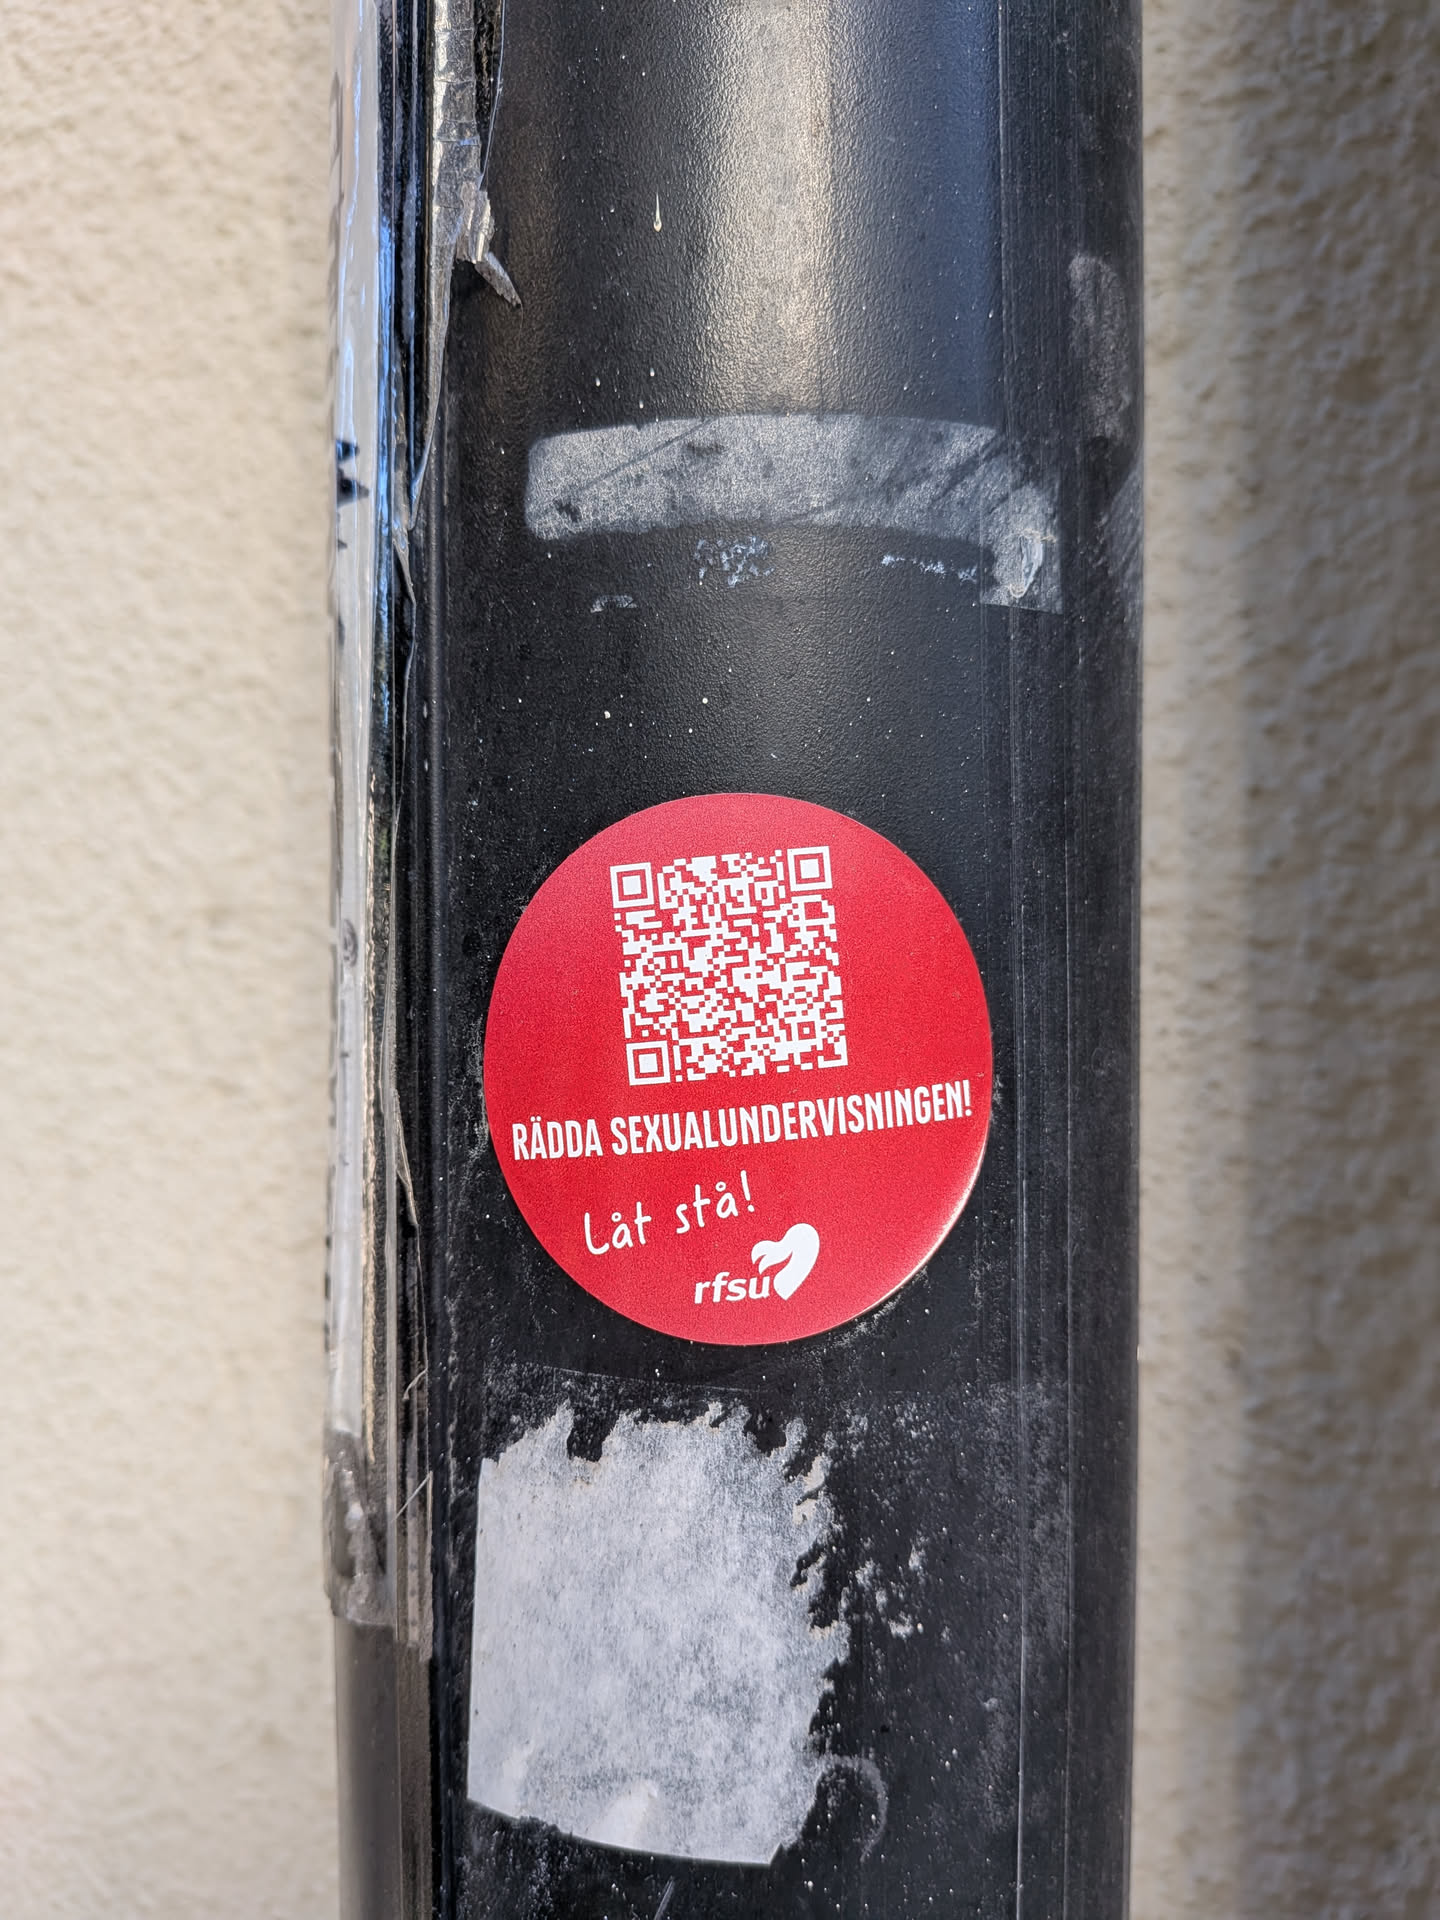 RÄDDA SEXUALUNDERVISNINGEN!
Låt stå!
rfsu